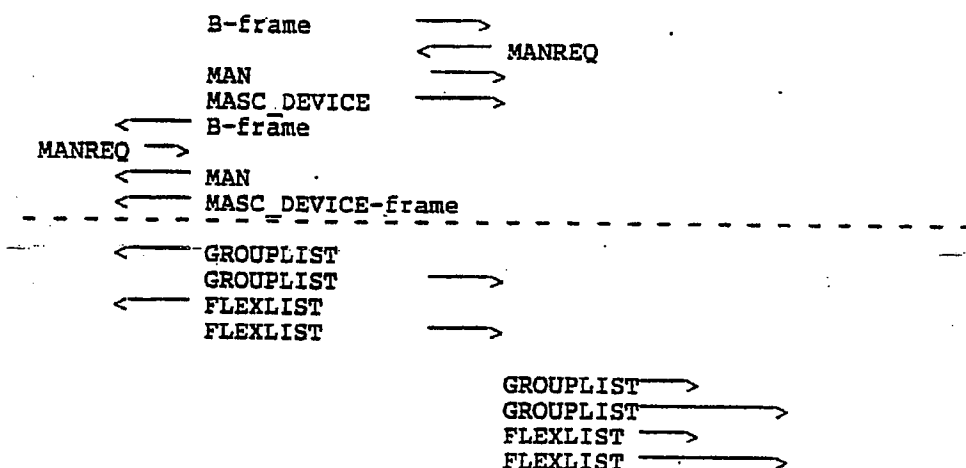 B-frame
MANREQ
MAN
MASC_DEVICE
B-frame
MANREQ
MAN
MASC_DEVICE-frame
GROUPLIST
GROUPLIST
FLEXLIST
FLEXLIST
GROUPLIST
GROUPLIST
FLEXLIST
FLEXLIST